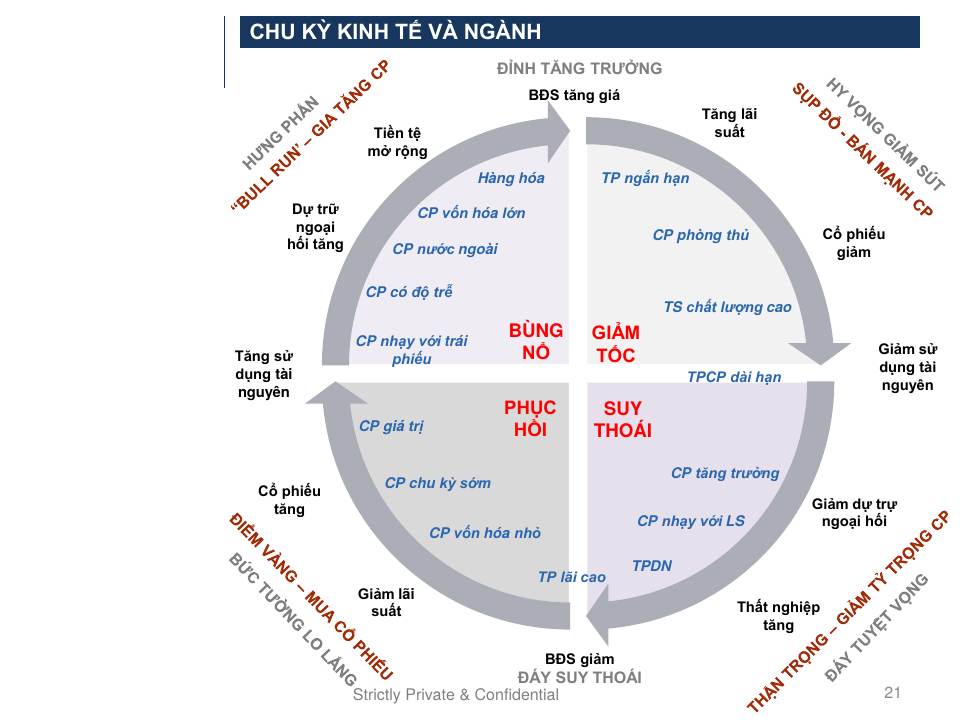 CHU KỲ KINH TẾ VÀ NGÀNH
ĐỈNH TĂNG TRƯỞNG
BĐS tăng giá
HƯNG PHẤN
“BULL RUN’ – GIA TĂNG CP
HY VỌNG GIẢM SÚT
SỤP ĐỔ - BÁN MẠNH CP
Tiền tệ
mở rộng
Tăng lãi
suất
Dự trữ
ngoại
hối tăng
Cổ phiếu
giảm
Hàng hóa
CP vốn hóa lớn
CP nước ngoài
CP có độ trễ
CP nhạy với trái
phiếu
TP ngắn hạn
CP phòng thủ
TS chất lượng cao
BÙNG
NỔ
GIẢM
TỐC
Tăng sử
dụng tài
nguyên
Giảm sử
dụng tài
nguyên
TPCP dài hạn
PHỤC
HỒI
SUY
THOÁI
CP giá trị
CP chu kỳ sớm
CP vốn hóa nhỏ
TP lãi cao
CP tăng trưởng
CP nhạy với LS
TPDN
Cổ phiếu
tăng
Giảm lãi
suất
Giảm dự trự
ngoại hối
Thất nghiệp
tăng
ĐIỂM VÀNG – MUA CỔ PHIẾU
BỨC TƯỜNG LO LẮNG
THẬN TRỌNG – GIẢM TỶ TRỌNG CP
ĐÁY TUYỆT VỌNG
BĐS giảm
ĐÁY SUY THOÁI
Strictly Private & Confidential
21